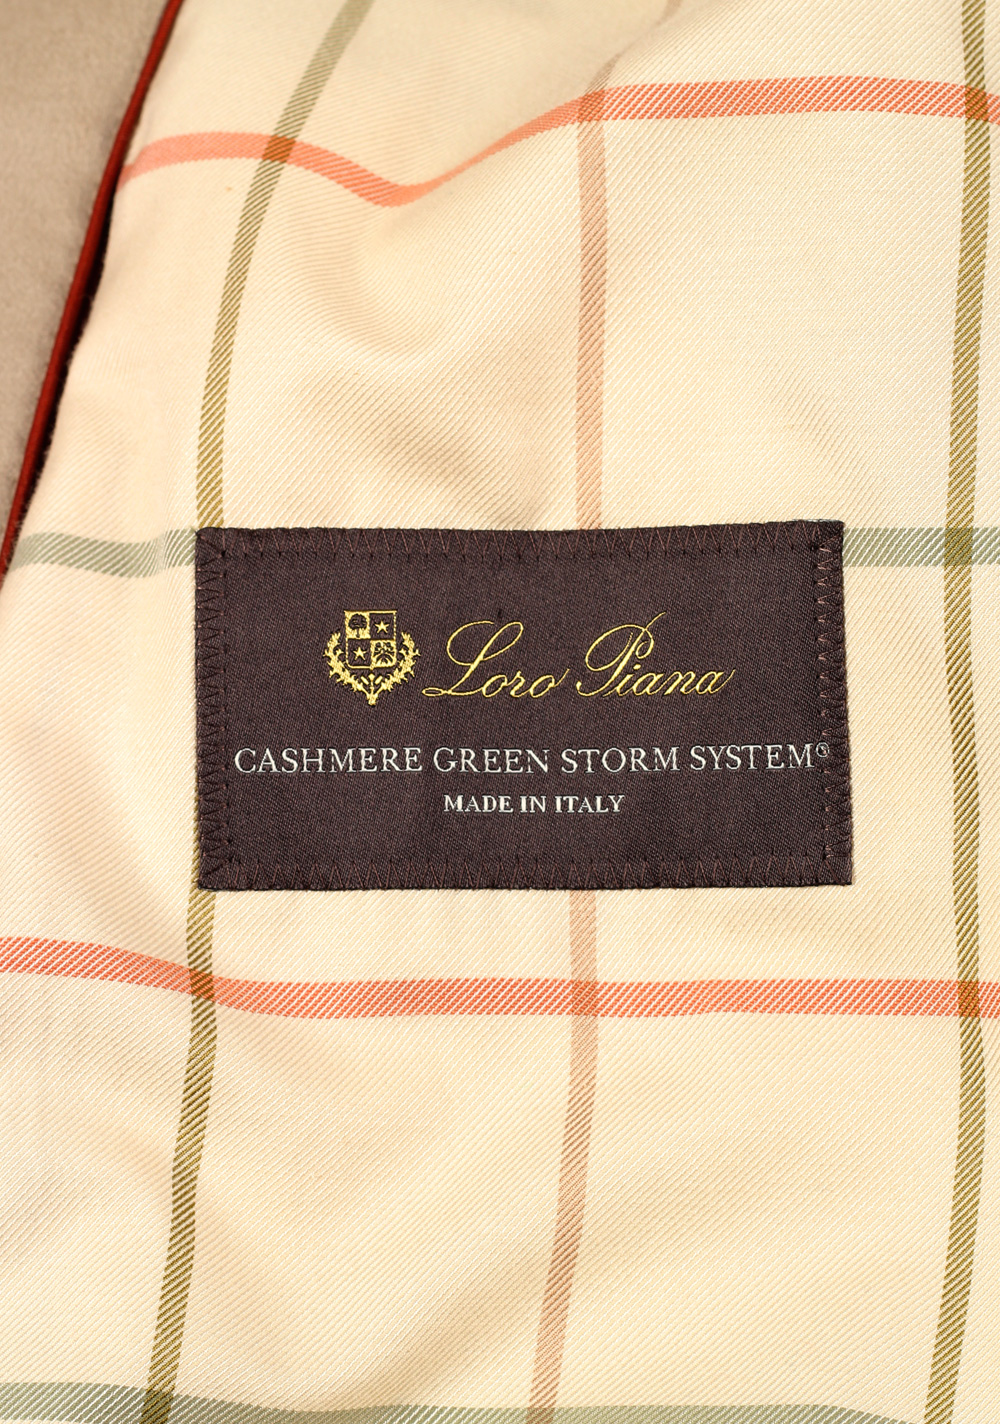 Loro Piana
CASHMERE GREEN STORM SYSTEM®
MADE IN ITALY